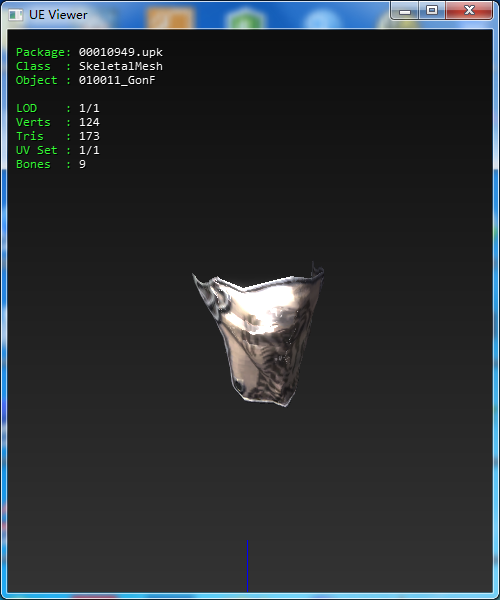 UE Viewer
Package: 00010949.upk
Class : SkeletalMesh
Object : 010011_GonF
LOD : 1/1
Verts : 124
Tris : 173
UV Set : 1/1
Bones : 9